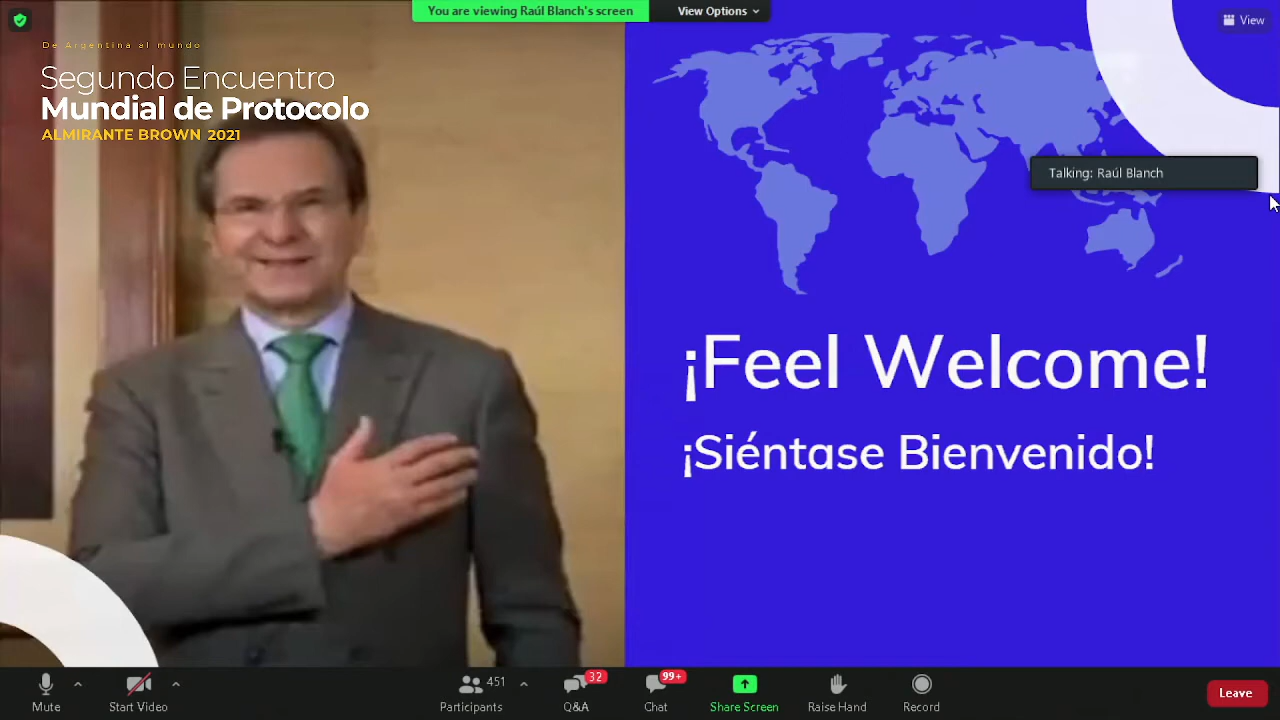 You are viewing Raúl Blanch's screen
View Options
View
De Argentina al mundo
Segundo Encuentro
Mundial de Protocolo
ALMIRANTE BROWN 2021
Talking: Raúl Blanch
¡Feel Welcome!
¡Siéntase Bienvenido!
Mute
Start Video
451
Participants
32
Q&A
99+
Chat
Share Screen
Raise Hand
Record
Leave